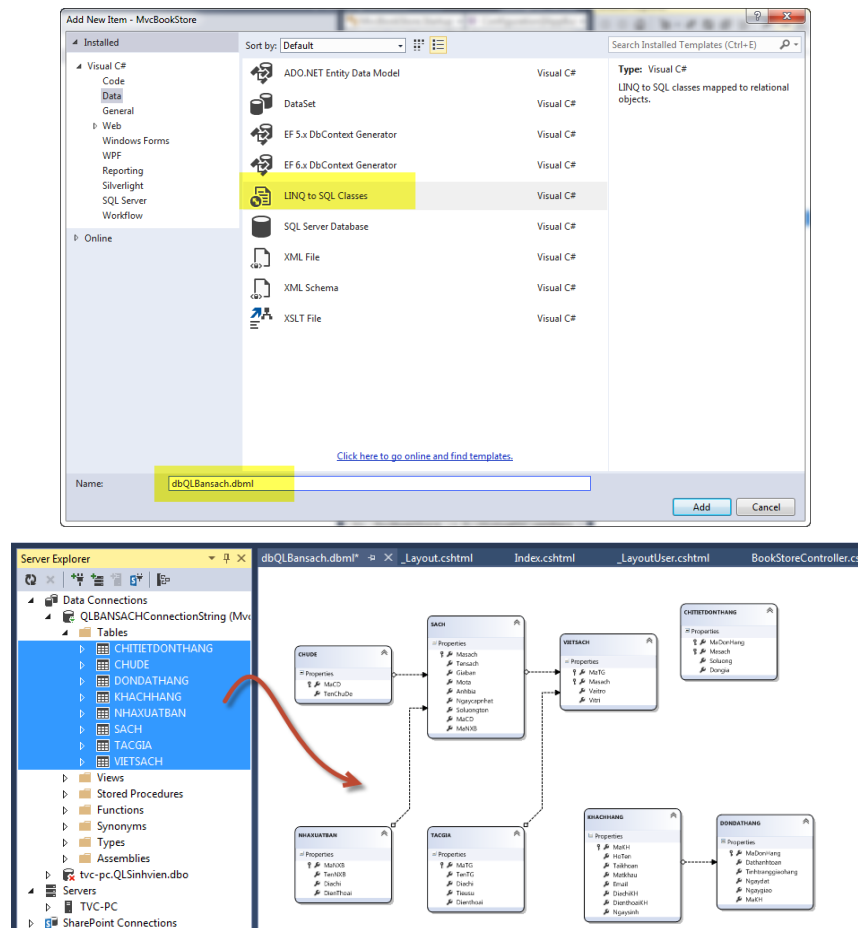 Add New Item - MvcBookStore
Installed
Sort by: Default
Search Installed Templates (Ctrl+E)
Visual C#
Code
Data
General
Web
Windows Forms
WPF
Reporting
Silverlight
SQL Server
Workflow
Online
ADO.NET Entity Data Model Visual C#
DataSet Visual C#
EF 5.x DbContext Generator Visual C#
EF 6.x DbContext Generator Visual C#
LINQ to SQL Classes Visual C#
SQL Server Database Visual C#
XML File Visual C#
XML Schema Visual C#
XSLT File Visual C#
Type: Visual C#
LINQ to SQL classes mapped to relational
objects.
Click here to go online and find templates.
Name: dbQLBansach.dbml
Add Cancel
Server Explorer
dbQLBansach.dbml* _Layout.cshtml Index.cshtml _LayoutUser.cshtml BookStoreController.cs
Data Connections
QLBANSACHConnectionString (Mvc
Tables
CHITIETDONTHANG
CHUDE
DONDATHANG
KHACHHANG
NHAXUATBAN
SACH
TACGIA
VIETSACH
Views
Stored Procedures
Functions
Synonyms
Types
Assemblies
tvc-pc.QLSinhvien.dbo
Servers
TVC-PC
SharePoint Connections
CHUDE
Properties
MaCD
TenChuDe
SACH
Properties
Masach
Tensach
Giaban
Mota
Anhbia
Ngaycapnhat
Soluongton
MaCD
MaNXB
VIETSACH
Properties
MaTG
Masach
Vaitro
Vitri
CHITIETDONTHANG
Properties
MaDonHang
Masach
Soluong
Dongia
NHAXUATBAN
Properties
MaNXB
TenNXB
Diachi
DienThoai
TACGIA
Properties
MaTG
TenTG
Diachi
Tieusu
Dienthoai
KHACHHANG
Properties
MaKH
HoTen
Taikhoan
Matkhau
Email
DiachiKH
DienthoaiKH
Ngaysinh
DONDATHANG
Properties
MaDonHang
Dathanhtoan
Tinhtranggiaohang
Ngaydat
Ngaygiao
MaKH